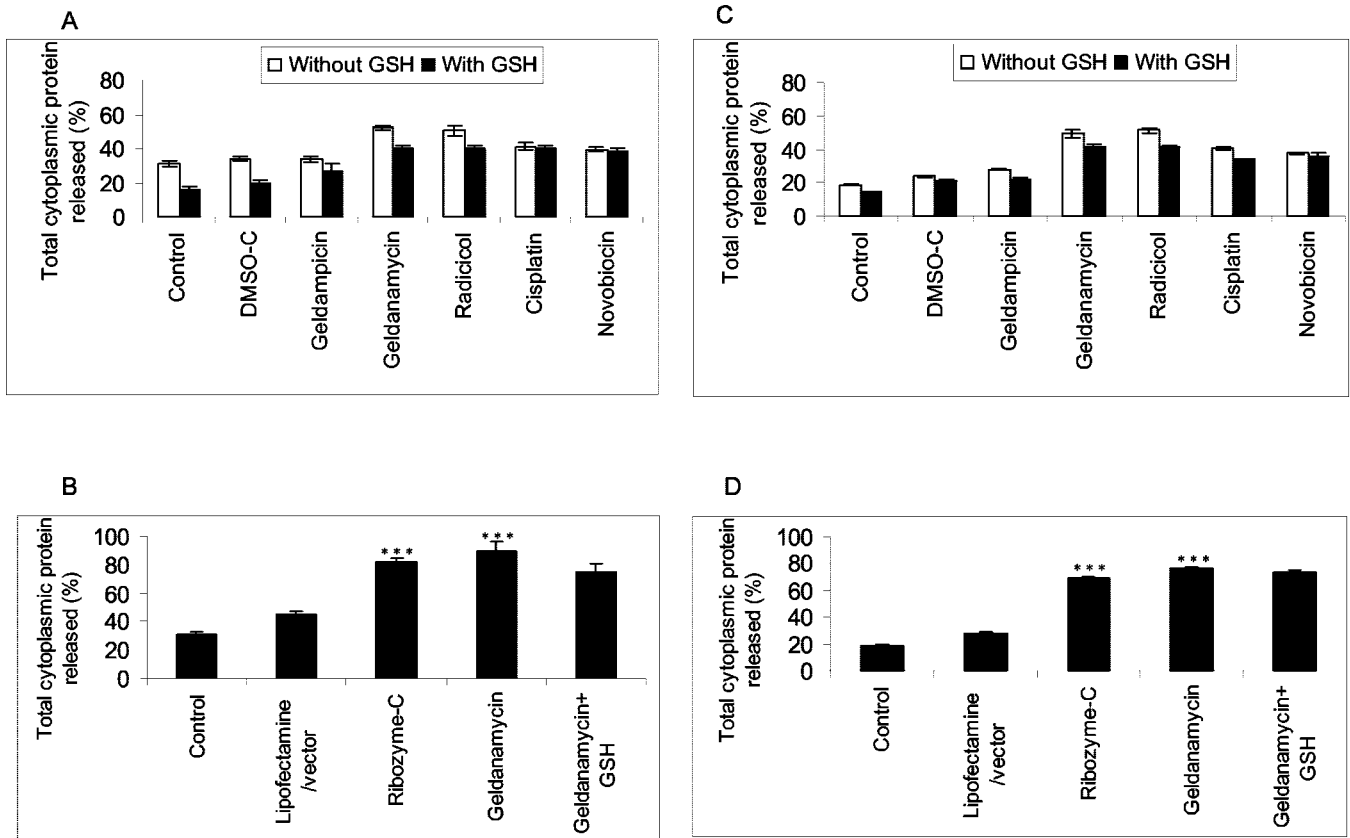 A
Without GSH With GSH
Total cytoplasmic protein
released (%)
80
60
40
20
0
Control
DMSO-C
Geldampicin
Geldanamycin
Radicicol
Cisplatin
Novobiocin
C
Without GSH With GSH
Total cytoplasmic protein
released (%)
80
60
40
20
0
Control
DMSO-C
Geldampicin
Geldanamycin
Radicicol
Cisplatin
Novobiocin
B
Total cytoplasmic protein
released (%)
100
80
60
40
20
0
***
***
Control
Lipofectamine
/vector
Ribozyme-C
Geldanamycin
Geldanamycin+
GSH
D
Total cytoplasmic protein
released (%)
100
80
60
40
20
0
***
***
Control
Lipofectamine
/vector
Ribozyme-C
Geldanamycin
Geldanamycin+
GSH